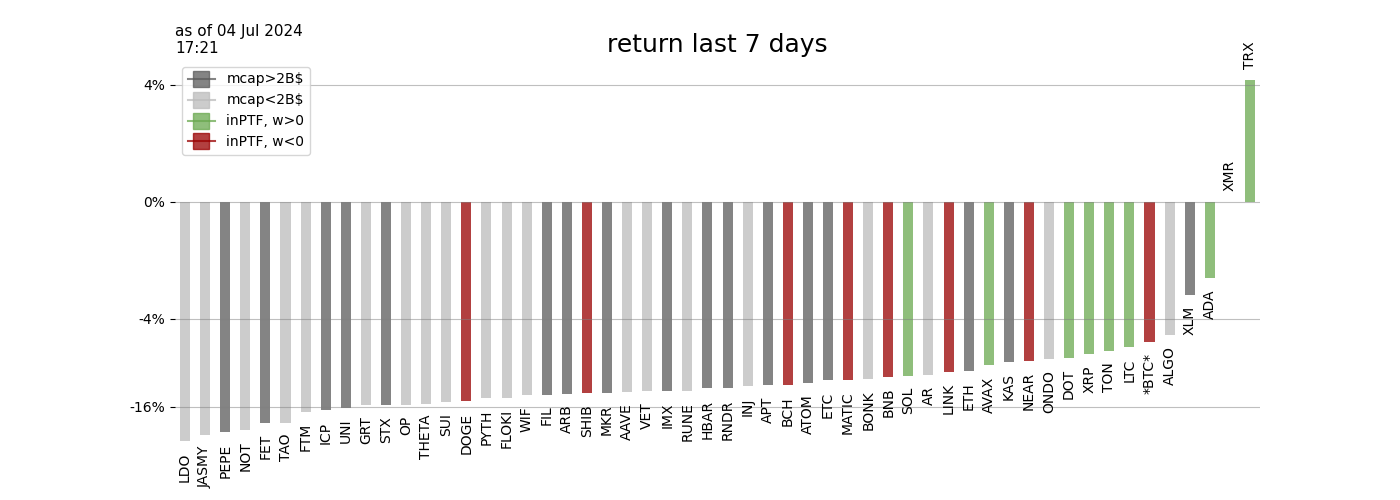 as of 04 Jul 2024
17:21
return last 7 days
mcap>2B$
mcap<2B$
inPTF, w>0
inPTF, w<0
4%
0%
-4%
-16%
LDO
JASMY
PEPE
NOT
FET
TAO
FTM
ICP
UNI
GRT
STX
OP
THETA
SUI
DOGE
PYTH
FLOKI
WIF
FIL
ARB
SHIB
MKR
AAVE
VET
IMX
RUNE
HBAR
RNDR
INJ
APT
BCH
ATOM
ETC
MATIC
BONK
BNB
SOL
AR
LINK
ETH
AVAX
KAS
NEAR
ONDO
DOT
XRP
TON
LTC
*BTC*
ALGO
XLM
ADA
XMR
TRX